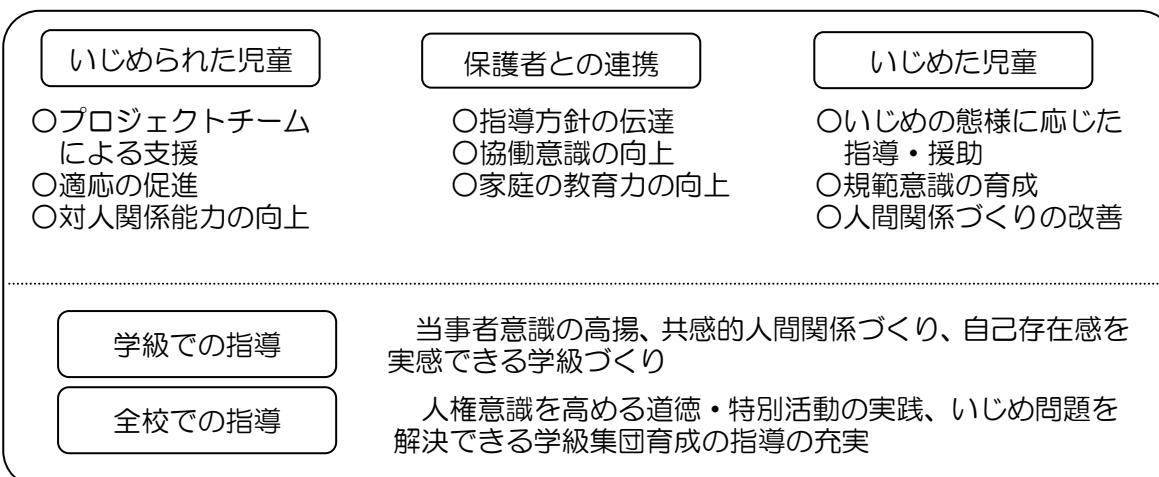 いじめられた児童
〇プロジェクトチーム
による支援
〇適応の促進
〇対人関係能力の向上
保護者との連携
〇指導方針の伝達
〇協働意識の向上
〇家庭の教育力の向上
いじめた児童
〇いじめの態様に応じた
指導・援助
〇規範意識の育成
〇人間関係づくりの改善
学級での指導
当事者意識の高揚、共感的人間関係づくり、自己存在感を
実感できる学級づくり
全校での指導
人権意識を高める道徳・特別活動の実践、いじめ問題を
解決できる学級集団育成の指導の充実